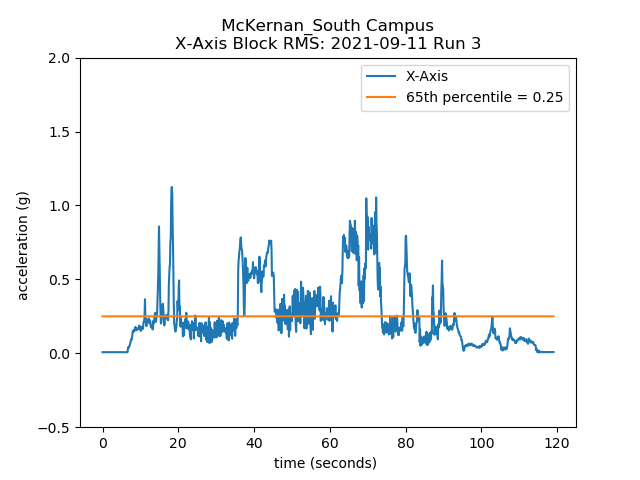 McKernan_South Campus
X-Axis Block RMS: 2021-09-11 Run 3
X-Axis
65th percentile = 0.25
acceleration (g)
2.0
1.5
1.0
0.5
0.0
−0.5
0 20 40 60 80 100 120
time (seconds)